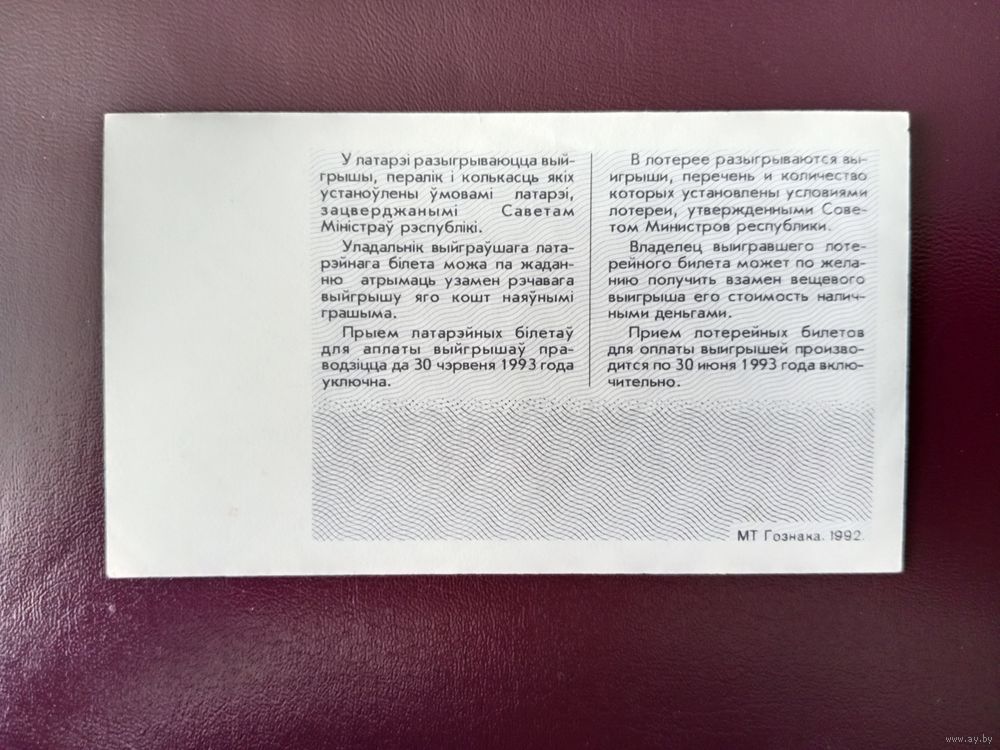 У латарэі разыгрываюцца вый-
грышы, пералік і колькасць якіх
устаноўлены ўмовамі латарэі,
зацверджанымі Саветам
Міністраў рэспублікі.
Уладальнік выйграўшага лата-
рэйнага білета можа па жадан-
ню атрымаць узамен рэчавага
выйгрышу яго кошт наяўнымі
грашыма.
Прыем латарэйных білетаў
для аплаты выйгрышаў пра-
водзіцца да 30 чэрвеня 1993 года
уключна.
В лотерее разыгрываются вы-
игрыши, перечень и количество
которых установлены условиями
лотереи, утвержденными Сове-
том Министров республики.
Владелец выигравшего лоте-
рейного билета может по жела-
нию получить взамен вещевого
выигрыша его стоимость налич-
ными деньгами.
Прием лотерейных билетов
для оплаты выигрышей произво-
дится по 30 июня 1993 года вклю-
чительно.
МТ Гознака. 1992.
www.ay.by